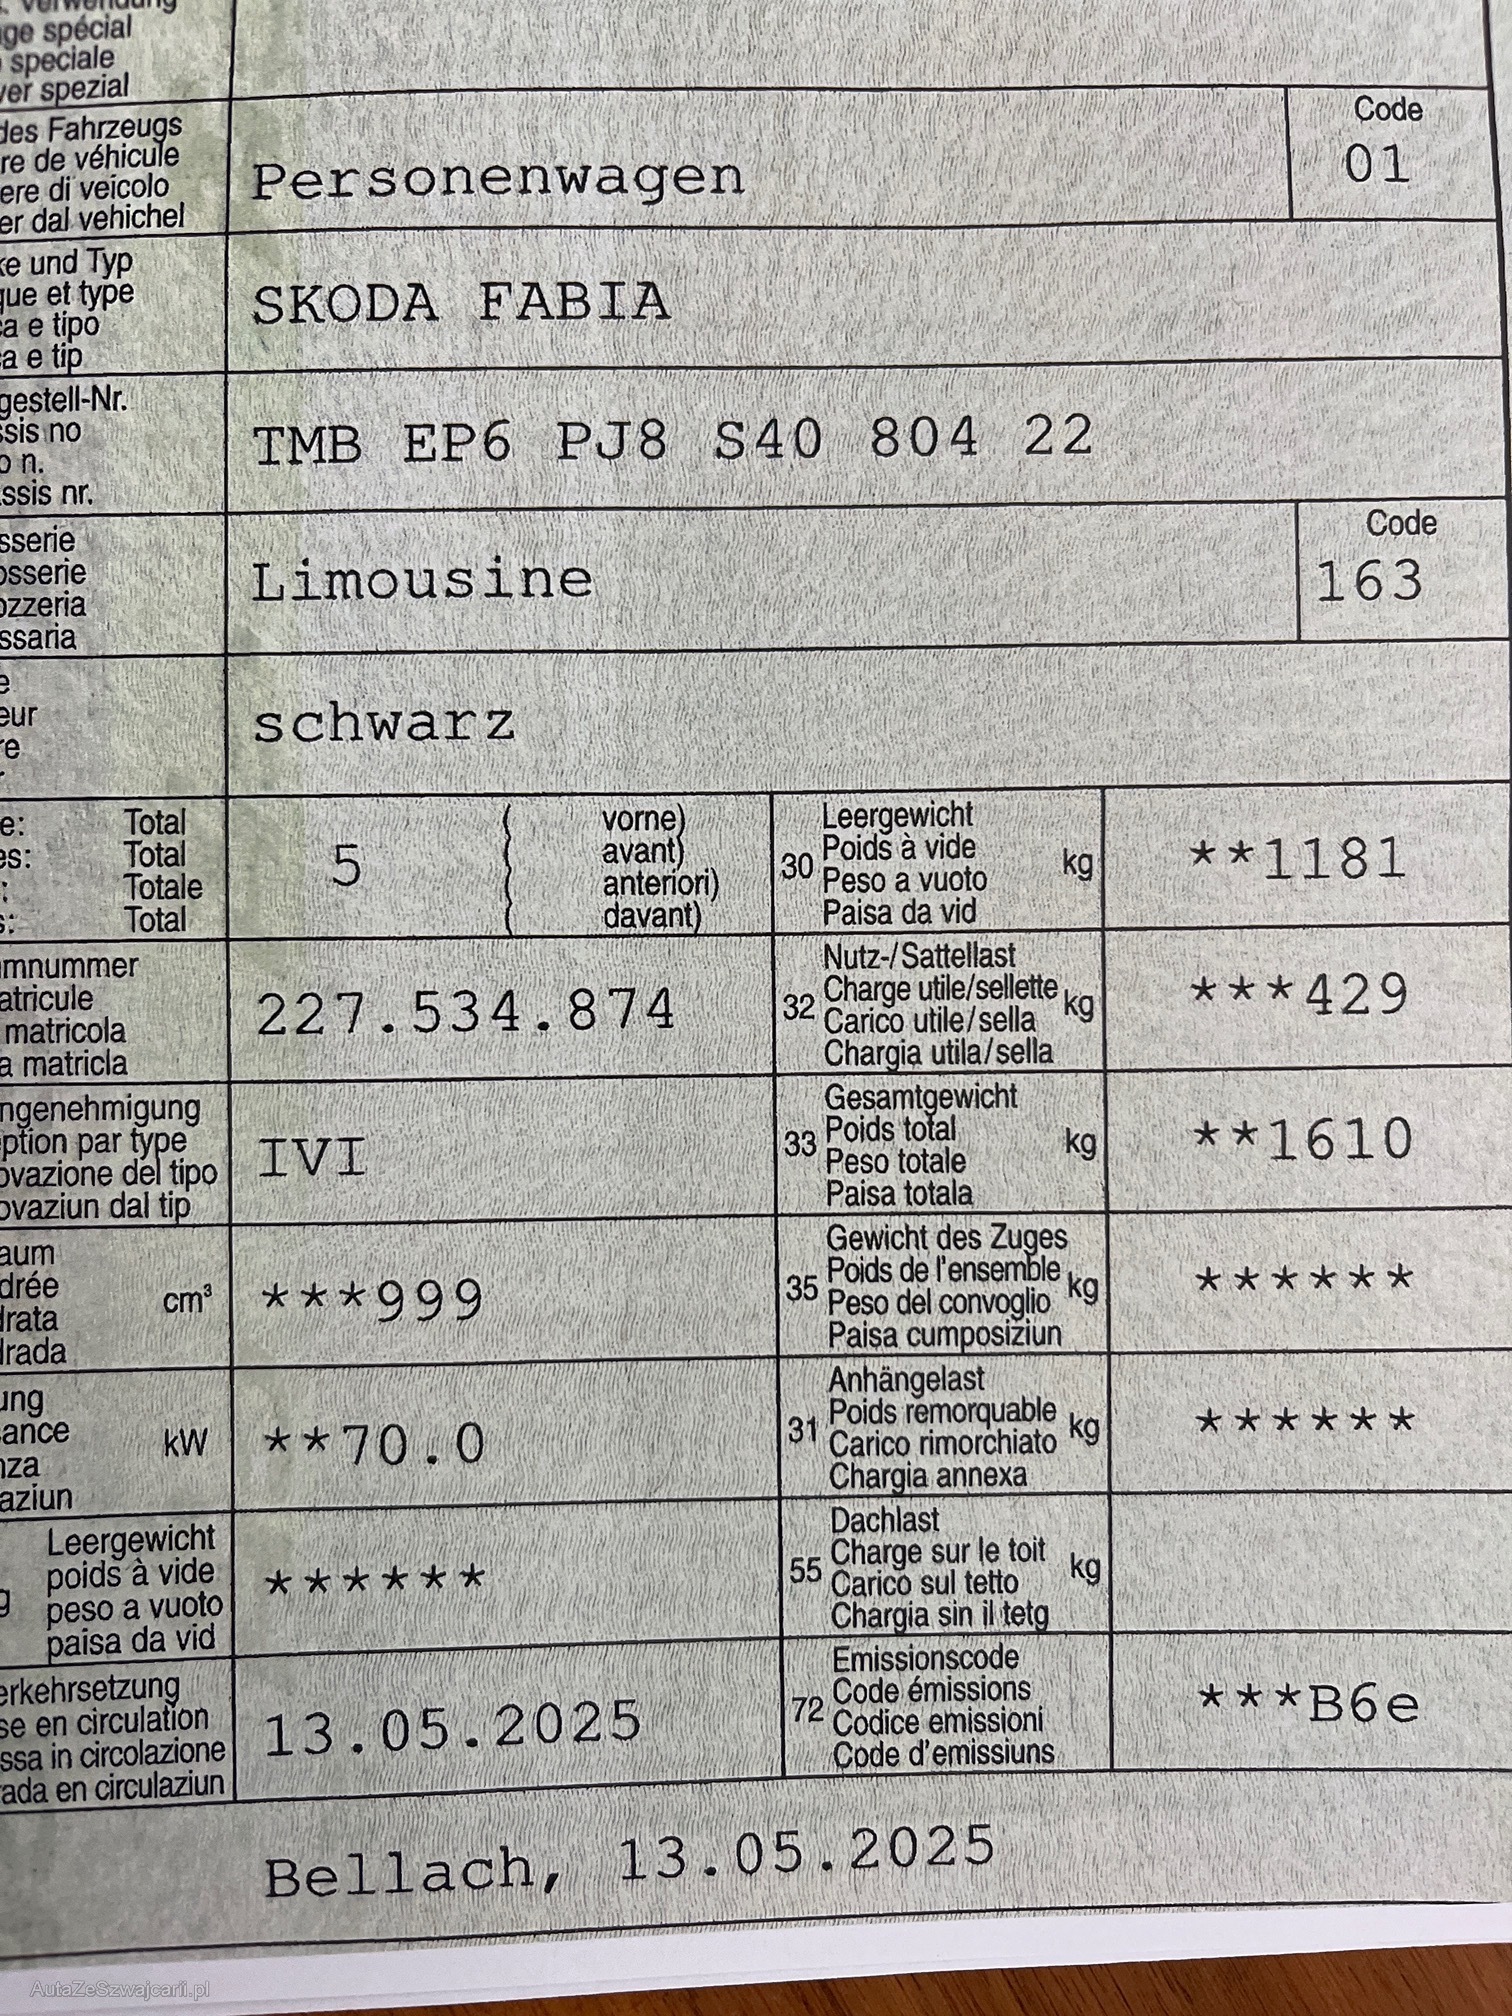 ge spécial
speciale
er spezial
des Fahrzeugs
re de véhicule
ere di veicolo
er dal vehichel
Personenwagen
Code
01
ke und Typ
que et type
ca e tipo
ca e tip
SKODA FABIA
gestell-Nr.
ssis no
o n.
ssis nr.
TMB EP6 PJ8 S40 804 22
sserie
osserie
ozzeria
ssaria
Limousine
Code
163
e
eur
re
schwarz
e: Total
es: Total
: Totale
s: Total
5
vorne)
avant)
anteriori)
davant)
30 Leergewicht
Poids à vide
Peso a vuoto
Paisa da vid
kg
**1181
mnummer
atricule
matricola
a matricla
227.534.874
32 Nutz-/Sattellast
Charge utile/sellette
Carico utile/sella
Chargia utila/sella
kg
***429
ngenehmigung
ption par type
ovazione del tipo
ovaziun dal tip
IVI
33 Gesamtgewicht
Poids total
Peso totale
Paisa totala
kg
**1610
aum
drée
drata
drada
cm³
***999
35 Gewicht des Zuges
Poids de l'ensemble
Peso del convoglio
Paisa cumposiziun
kg
******
ung
ance
nza
aziun
kW
**70.0
31 Anhängelast
Poids remorquable
Carico rimorchiato
Chargia annexa
kg
******
g
Leergewicht
poids à vide
peso a vuoto
paisa da vid
******
55 Dachlast
Charge sur le toit
Carico sul tetto
Chargia sin il tetg
kg
erkehrsetzung
se en circulation
ssa in circolazione
rada en circulaziun
13.05.2025
72 Emissionscode
Code émissions
Codice emissioni
Code d'emissiuns
***B6e
Bellach, 13.05.2025
AutaZeSzwajcarii.pl